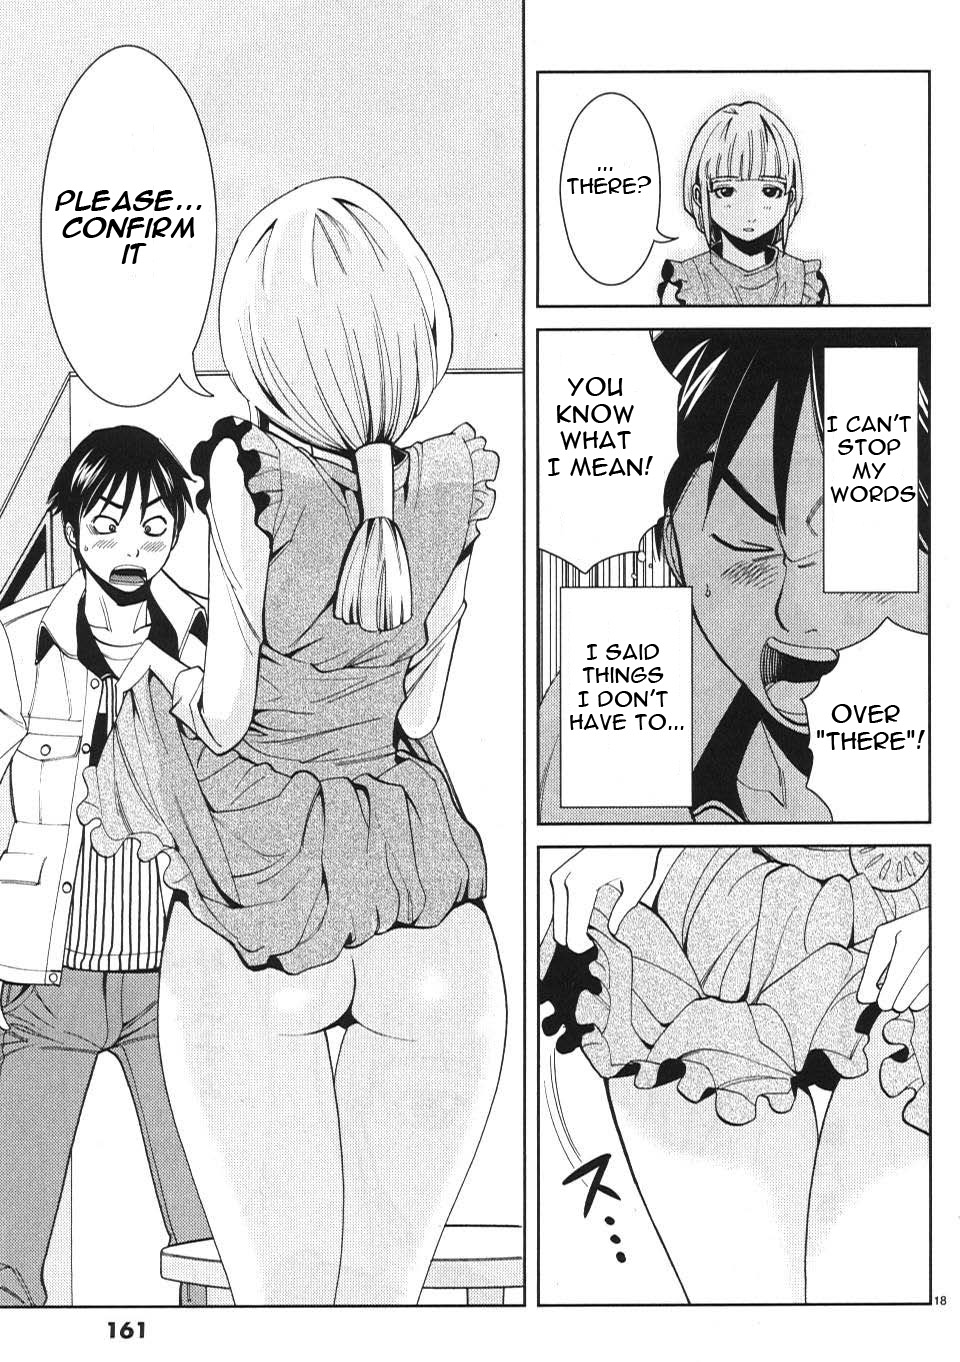 ...
THERE?
YOU
KNOW
WHAT
I MEAN!
I CAN'T
STOP
MY
WORDS
I SAID
THINGS
I DON'T
HAVE TO...
OVER
"THERE"!
ス...
PLEASE...
CONFIRM
IT
18
161